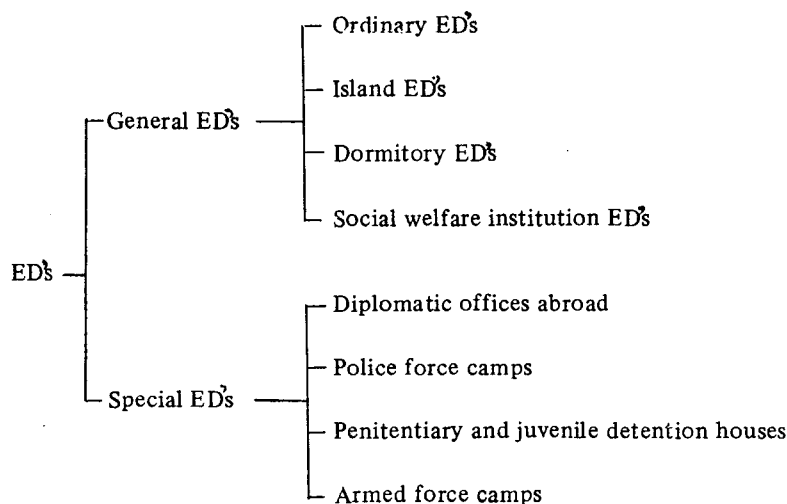 Ordinary ED's
Island ED's
General ED's
Dormitory ED's
Social welfare institution ED's
ED's
Diplomatic offices abroad
Police force camps
Special ED's
Penitentiary and juvenile detention houses
Armed force camps